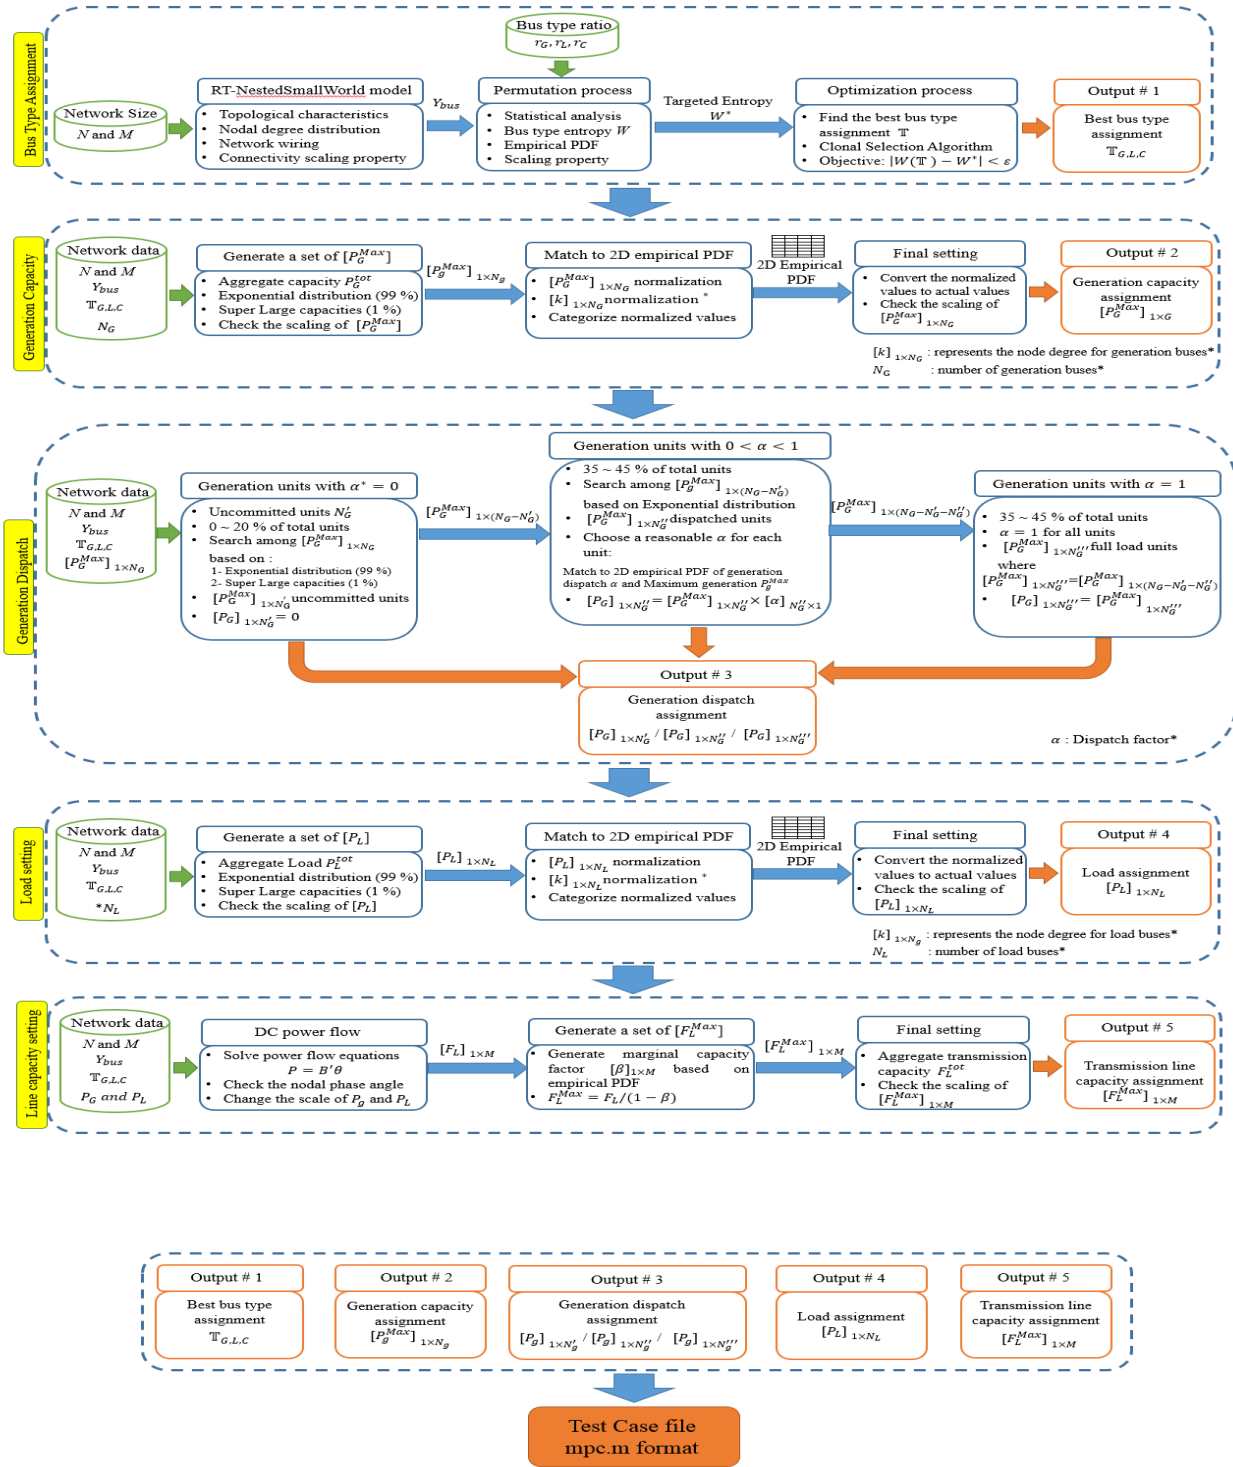 Bus Type Assignment
Bus type ratio
r_G, r_L, r_C
Network Size
N and M
RT-NestedSmallWorld model
• Topological characteristics
• Nodal degree distribution
• Network wiring
• Connectivity scaling property
Y_bus
Permutation process
• Statistical analysis
• Bus type entropy W
• Empirical PDF
• Scaling property
Targeted Entropy
W*
Optimization process
• Find the best bus type
assignment 𝕋
• Clonal Selection Algorithm
• Objective: |W(𝕋) − W*| < ε
Output # 1
Best bus type
assignment
𝕋_G,L,C
Generation Capacity
Network data
N and M
Y_bus
𝕋_G,L,C
N_G
Generate a set of [P_G^Max]
• Aggregate capacity P_G^tot
• Exponential distribution (99 %)
• Super Large capacities (1 %)
• Check the scaling of [P_G^Max]
[P_g^Max] 1×N_g
Match to 2D empirical PDF
• [P_G^Max] 1×N_G normalization
• [k] 1×N_G normalization *
• Categorize normalized values
2D Empirical
PDF
Final setting
• Convert the normalized
values to actual values
• Check the scaling of
[P_G^Max] 1×N_G
Output # 2
Generation capacity
assignment
[P_G^Max] 1×G
[k] 1×N_G : represents the node degree for generation buses*
N_G : number of generation buses*
Generation Dispatch
Network data
N and M
Y_bus
𝕋_G,L,C
[P_G^Max] 1×N_G
Generation units with α* = 0
• Uncommitted units N_G′
• 0 ~ 20 % of total units
• Search among [P_G^Max] 1×N_G
based on :
1- Exponential distribution (99 %)
2- Super Large capacities (1 %)
• [P_G^Max] 1×N_G′ uncommitted units
• [P_G] 1×N_G′ = 0
[P_G^Max] 1×(N_G−N_G′)
Generation units with 0 < α < 1
• 35 ~ 45 % of total units
• Search among [P_g^Max] 1×(N_G−N_G′)
based on Exponential distribution
• [P_G^Max] 1×N_G″ dispatched units
• Choose a reasonable α for each
unit:
Match to 2D empirical PDF of generation
dispatch α and Maximum generation P_g^Max
• [P_G] 1×N_G″ = [P_G^Max] 1×N_G″ × [α] N_G″×1
[P_G^Max] 1×(N_G−N_G′−N_G″)
Generation units with α = 1
• 35 ~ 45 % of total units
• α = 1 for all units
• [P_G^Max] 1×N_G‴ full load units
where
[P_G^Max] 1×N_G‴=[P_G^Max] 1×(N_G−N_G′−N_G″)
• [P_G] 1×N_G‴ = [P_G^Max] 1×N_G‴
Output # 3
Generation dispatch
assignment
[P_G] 1×N_G′ / [P_G] 1×N_G″ / [P_G] 1×N_G‴
α : Dispatch factor*
Load setting
Network data
N and M
Y_bus
𝕋_G,L,C
*N_L
Generate a set of [P_L]
• Aggregate Load P_L^tot
• Exponential distribution (99 %)
• Super Large capacities (1 %)
• Check the scaling of [P_L]
[P_L] 1×N_L
Match to 2D empirical PDF
• [P_L] 1×N_L normalization
• [k] 1×N_L normalization *
• Categorize normalized values
2D Empirical
PDF
Final setting
• Convert the normalized
values to actual values
• Check the scaling of
[P_L] 1×N_L
Output # 4
Load assignment
[P_L] 1×N_L
[k] 1×N_g : represents the node degree for load buses*
N_L : number of load buses*
Line capacity setting
Network data
N and M
Y_bus
𝕋_G,L,C
P_G and P_L
DC power flow
• Solve power flow equations
P = B′θ
• Check the nodal phase angle
• Change the scale of P_g and P_L
[F_L] 1×M
Generate a set of [F_L^Max]
• Generate marginal capacity
factor [β]1×M based on
empirical PDF
• F_L^Max = F_L/(1 − β)
[F_L^Max] 1×M
Final setting
• Aggregate transmission
capacity F_L^tot
• Check the scaling of
[F_L^Max] 1×M
Output # 5
Transmission line
capacity assignment
[F_L^Max] 1×M
Output # 1
Best bus type
assignment
𝕋_G,L,C
Output # 2
Generation capacity
assignment
[P_g^Max] 1×N_g
Output # 3
Generation dispatch
assignment
[P_g] 1×N_g′ / [P_g] 1×N_g″ / [P_g] 1×N_g‴
Output # 4
Load assignment
[P_L] 1×N_L
Output # 5
Transmission line
capacity assignment
[F_L^Max] 1×M
Test Case file
mpc.m format